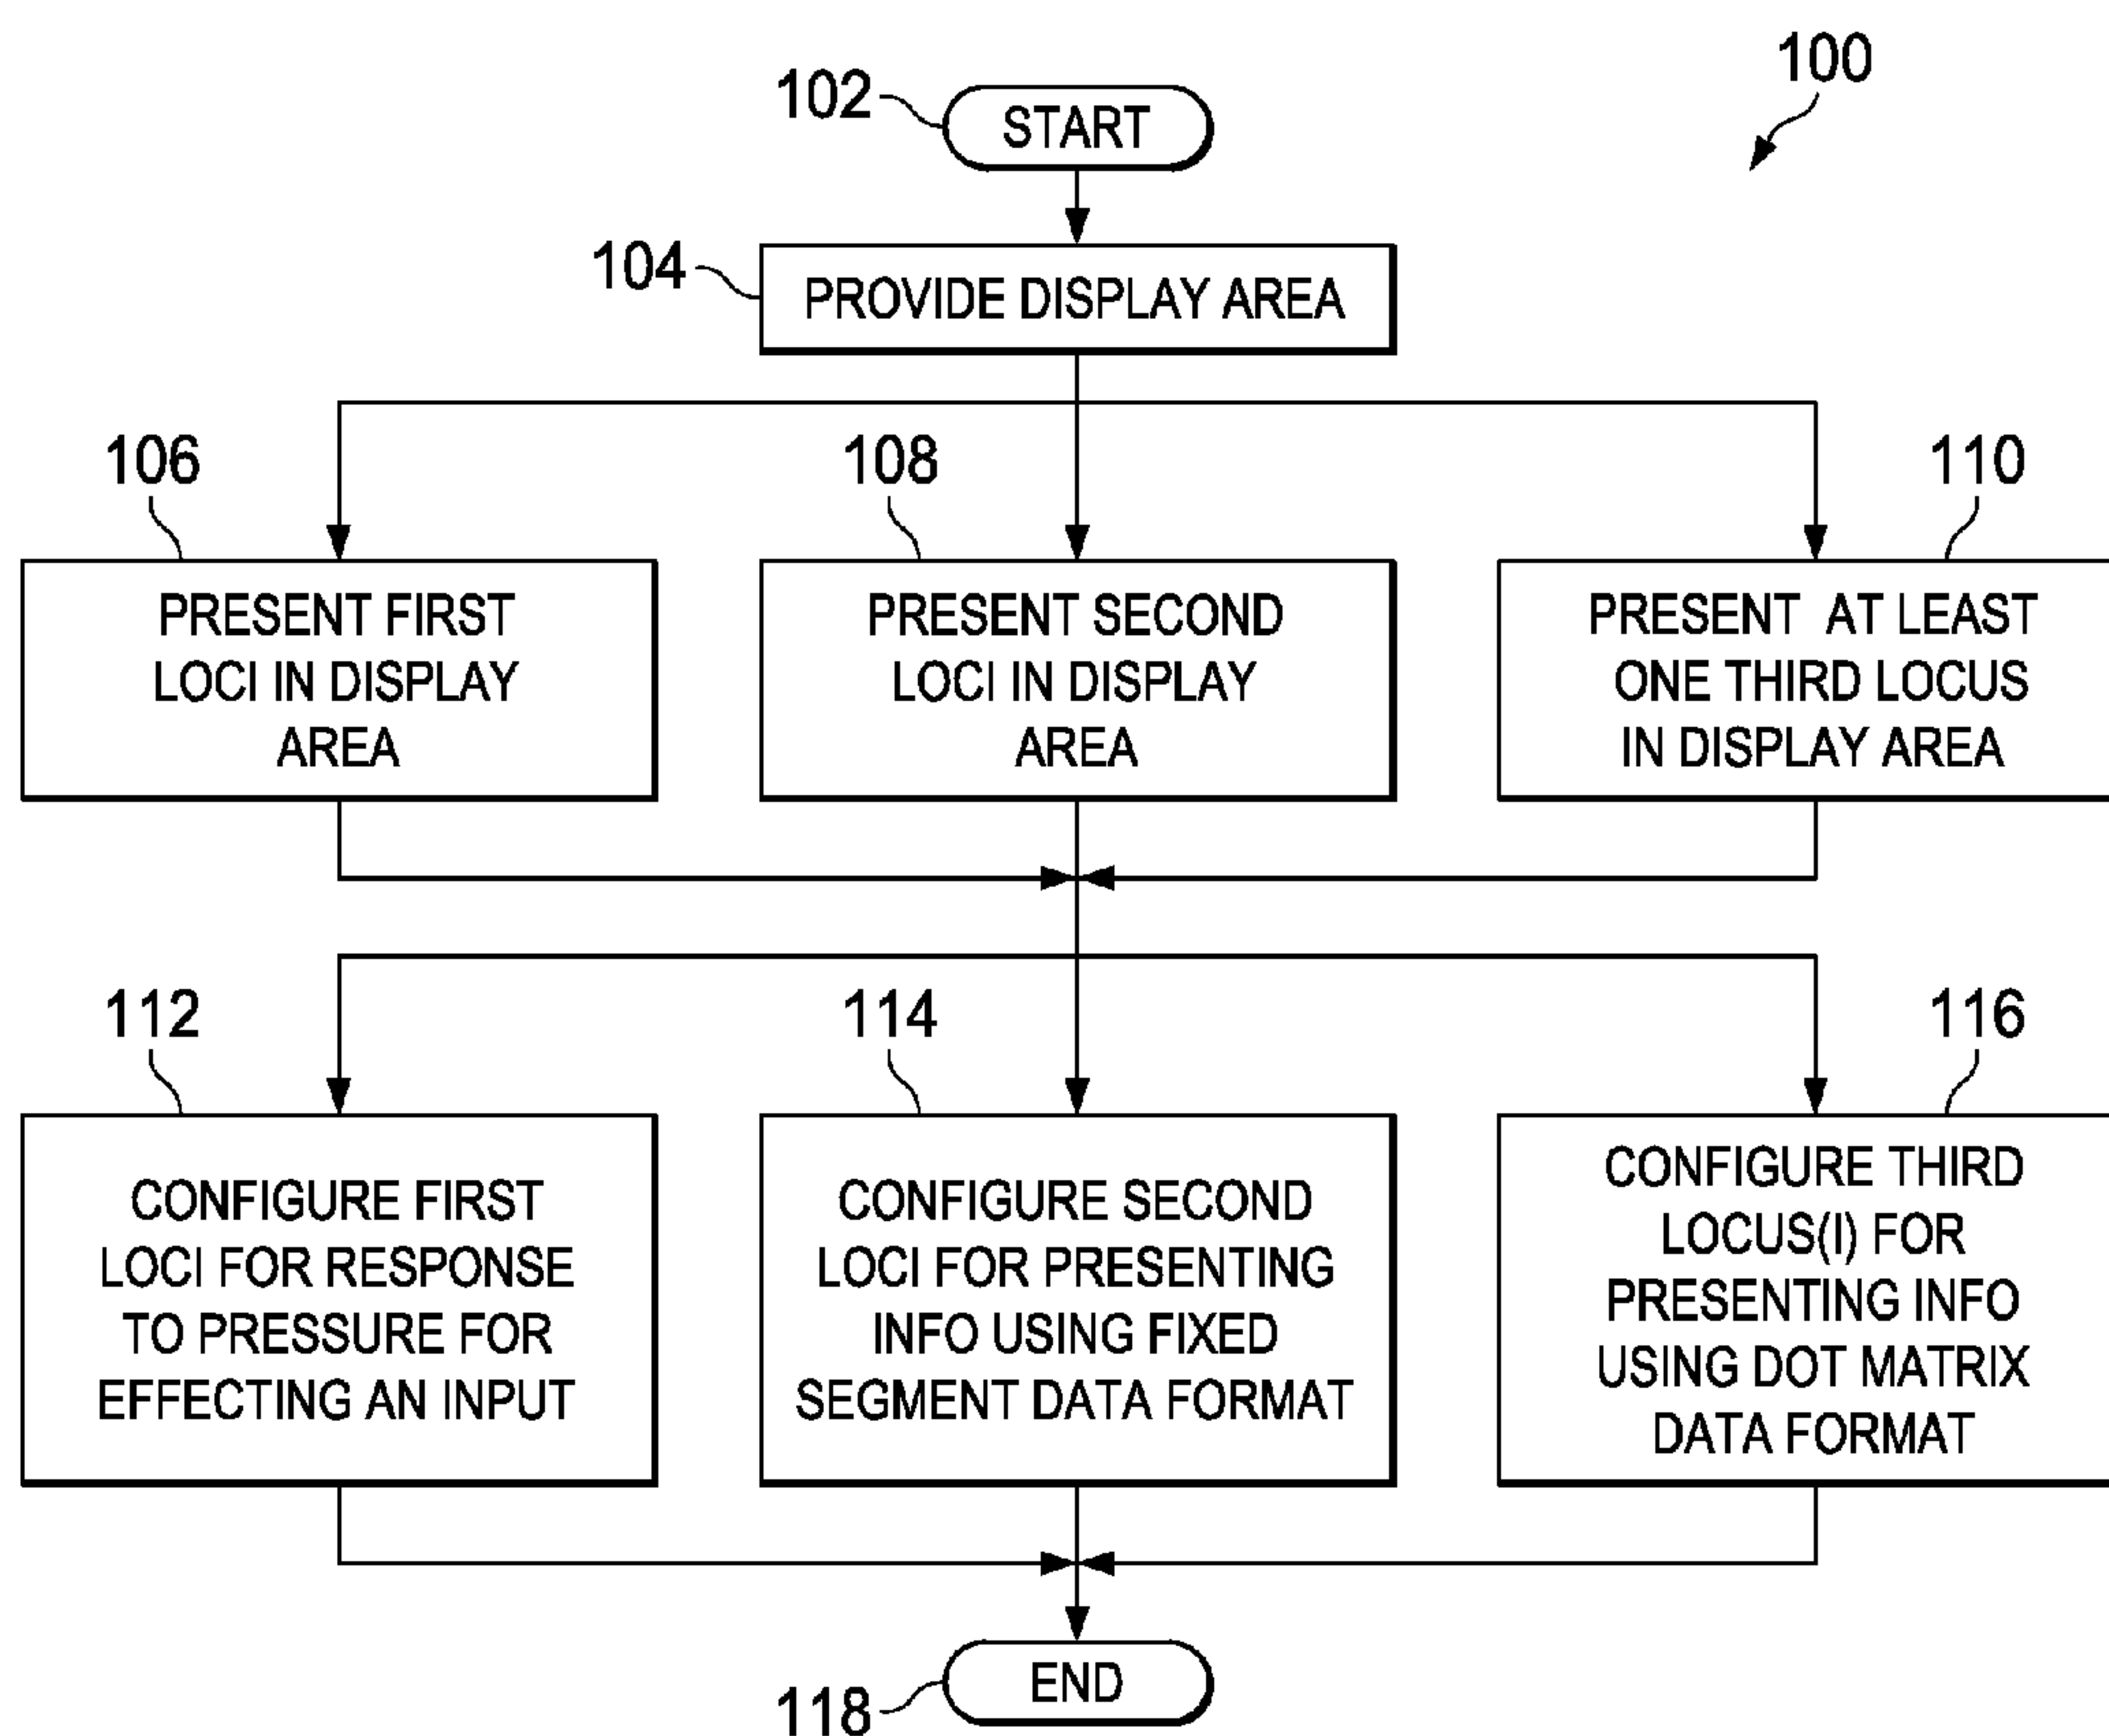 100
102
START
104
PROVIDE DISPLAY AREA
106
PRESENT FIRST
LOCI IN DISPLAY
AREA
108
PRESENT SECOND
LOCI IN DISPLAY
AREA
110
PRESENT AT LEAST
ONE THIRD LOCUS
IN DISPLAY AREA
112
CONFIGURE FIRST
LOCI FOR RESPONSE
TO PRESSURE FOR
EFFECTING AN INPUT
114
CONFIGURE SECOND
LOCI FOR PRESENTING
INFO USING FIXED
SEGMENT DATA FORMAT
116
CONFIGURE THIRD
LOCUS(I) FOR
PRESENTING INFO
USING DOT MATRIX
DATA FORMAT
END
118